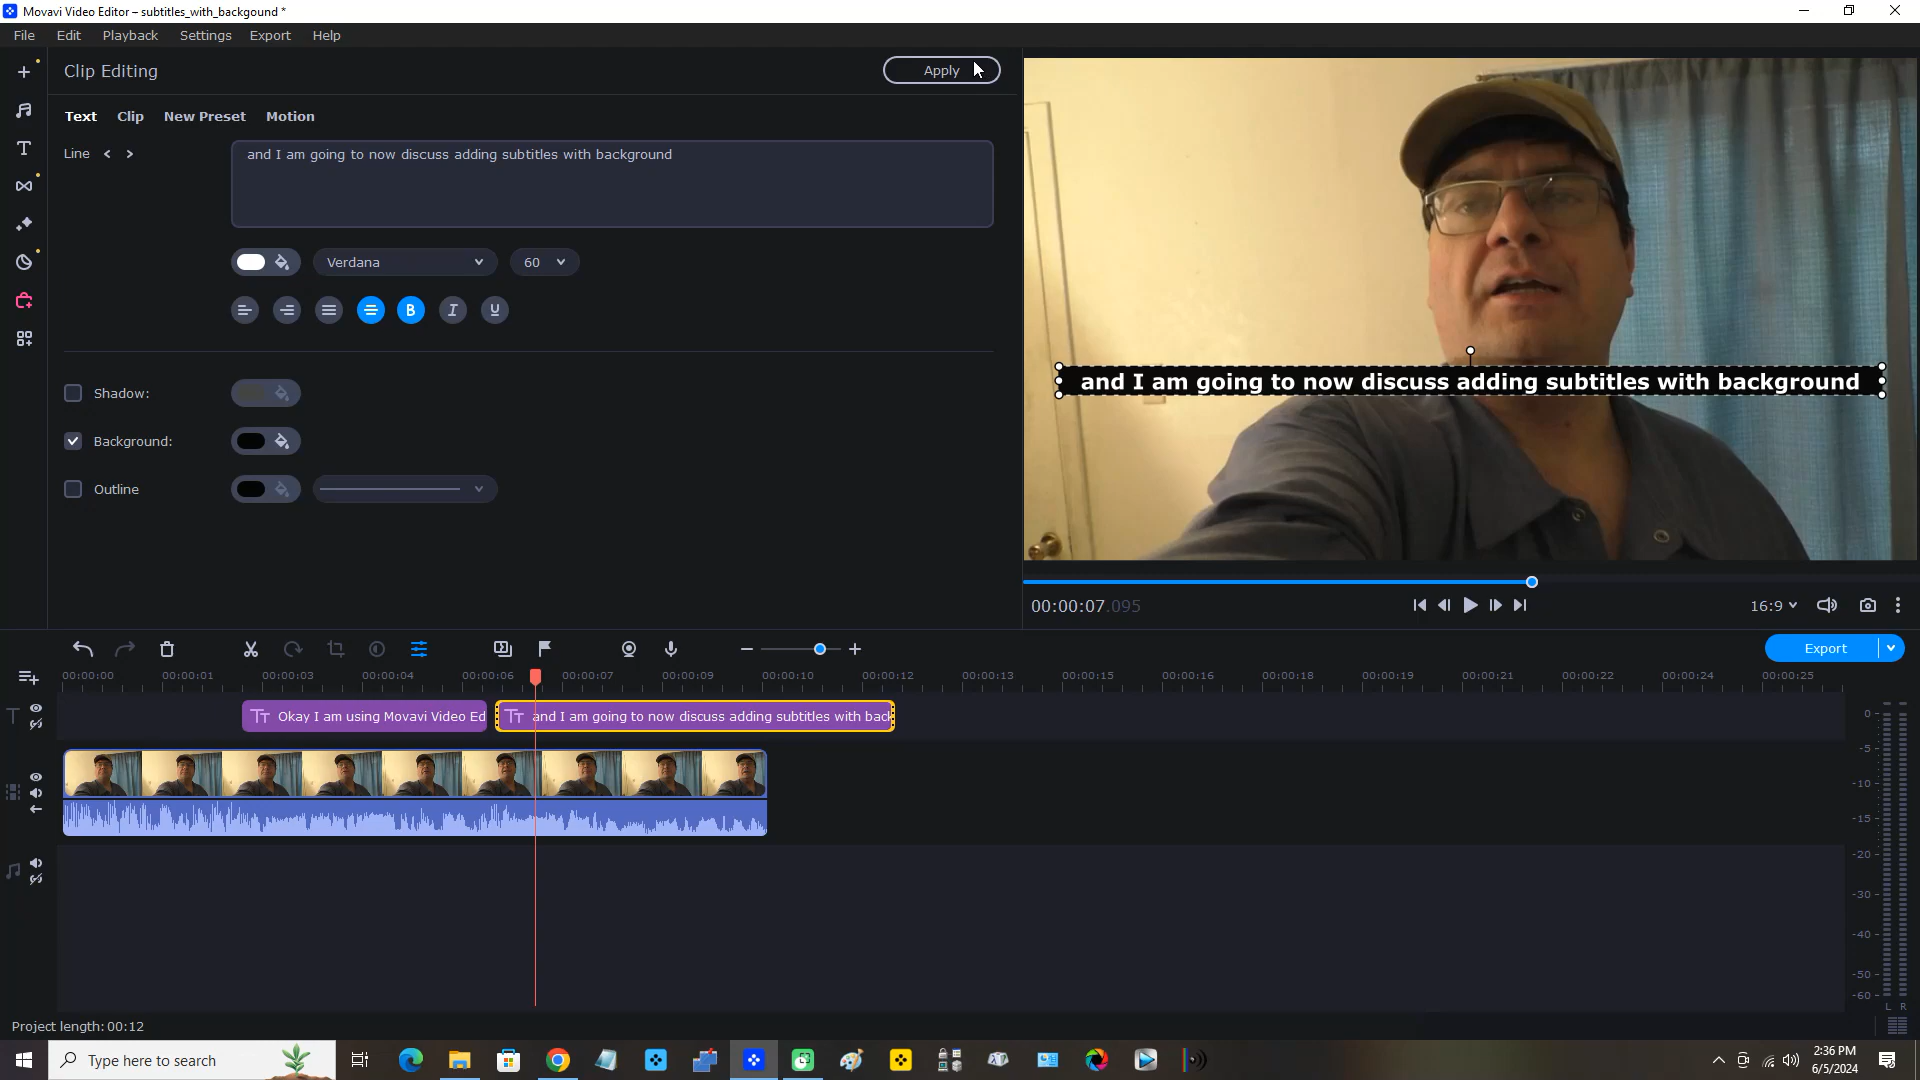 Movavi Video Editor – subtitles_with_backgound *
File Edit Playback Settings Export Help
Clip Editing
Apply
Text Clip New Preset Motion
Line
and I am going to now discuss adding subtitles with background
Verdana
60
B I U
Shadow:
Background:
Outline
and I am going to now discuss adding subtitles with background
00:00:07.095
16:9
Export
00:00:00 00:00:01 00:00:03 00:00:04 00:00:06 00:00:07 00:00:09 00:00:10 00:00:12 00:00:13 00:00:15 00:00:16 00:00:18 00:00:19 00:00:21 00:00:22 00:00:24 00:00:25
Okay I am using Movavi Video Ed
and I am going to now discuss adding subtitles with back
0
-5
-10
-15
-20
-30
-40
-50
-60
L R
Project length: 00:12
Type here to search
2:36 PM
6/5/2024